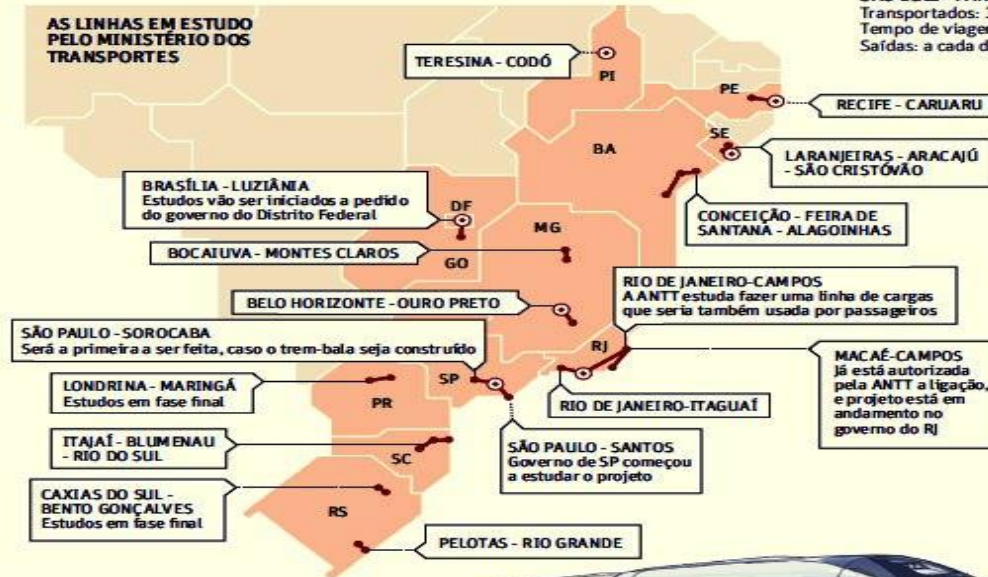 AS LINHAS EM ESTUDO
PELO MINISTÉRIO DOS
TRANSPORTES
Transportados:
Tempo de
Saídas: a cada
TERESINA - CODÓ
PI
PE
RECIFE - CARUARU
SE
BA
LARANJEIRAS - ARACAJÚ
- SÃO CRISTÓVÃO
BRASÍLIA - LUZIÂNIA
Estudos vão ser iniciados a pedido
do governo do Distrito Federal
DF
MG
CONCEIÇÃO - FEIRA DE
SANTANA - ALAGOINHAS
BOCAIUVA - MONTES CLAROS
GO
RIO DE JANEIRO-CAMPOS
A ANTT estuda fazer uma linha de cargas
que seria também usada por passageiros
BELO HORIZONTE - OURO PRETO
SÃO PAULO - SOROCABA
Será a primeira a ser feita, caso o trem-bala seja construído
RJ
MACAÉ-CAMPOS
Já está autorizada
pela ANTT a ligação,
e projeto está em
andamento no
governo do RJ
SP
LONDRINA - MARINGÁ
Estudos em fase final
PR
RIO DE JANEIRO-ITAGUAÍ
ITAJAÍ - BLUMENAU
- RIO DO SUL
SC
SÃO PAULO - SANTOS
Governo de SP começou
a estudar o projeto
CAXIAS DO SUL -
BENTO GONÇALVES
Estudos em fase final
RS
PELOTAS - RIO GRANDE